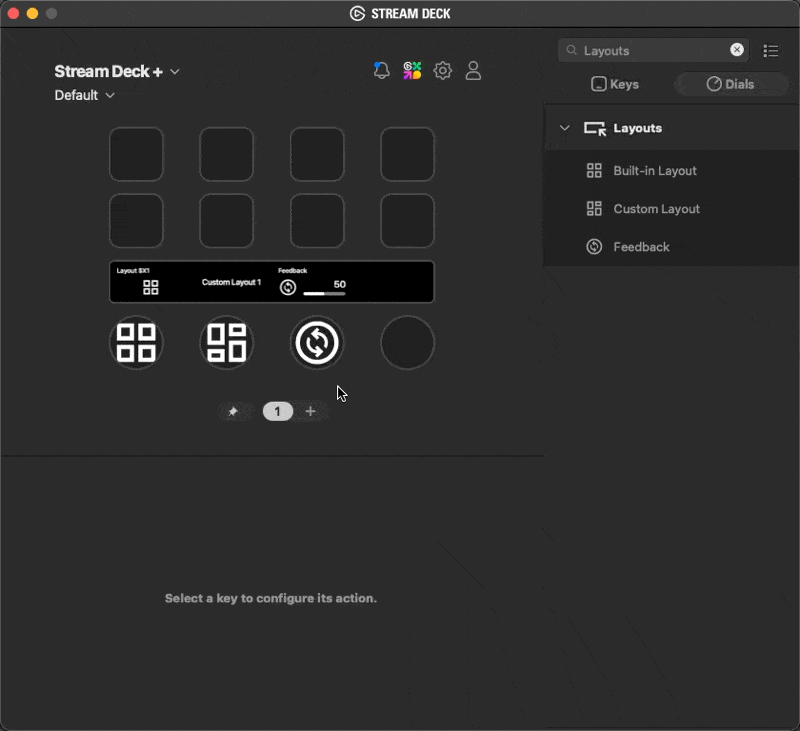 STREAM DECK
Stream Deck +
Default
Layouts
Keys
Dials
Layouts
Built-in Layout
Custom Layout
Feedback
Layout $X1
Custom Layout 1
Feedback
50
1
+
Select a key to configure its action.